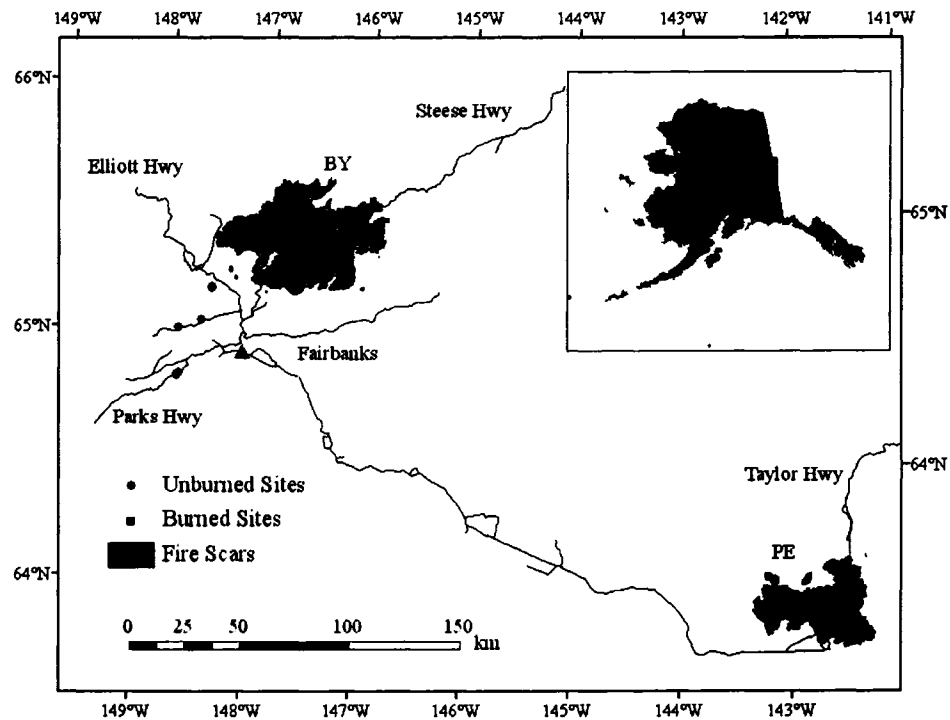 149°W 148°W 147°W 146°W 145°W 144°W 143°W 142°W 141°W
66°N
Steese Hwy
Elliott Hwy
BY
65°N
65°N
Fairbanks
Parks Hwy
64°N
Taylor Hwy
Unburned Sites
Burned Sites
PE
Fire Scars
64°N
0 25 50 100 150
km
149°W 148°W 147°W 146°W 145°W 144°W 143°W 142°W